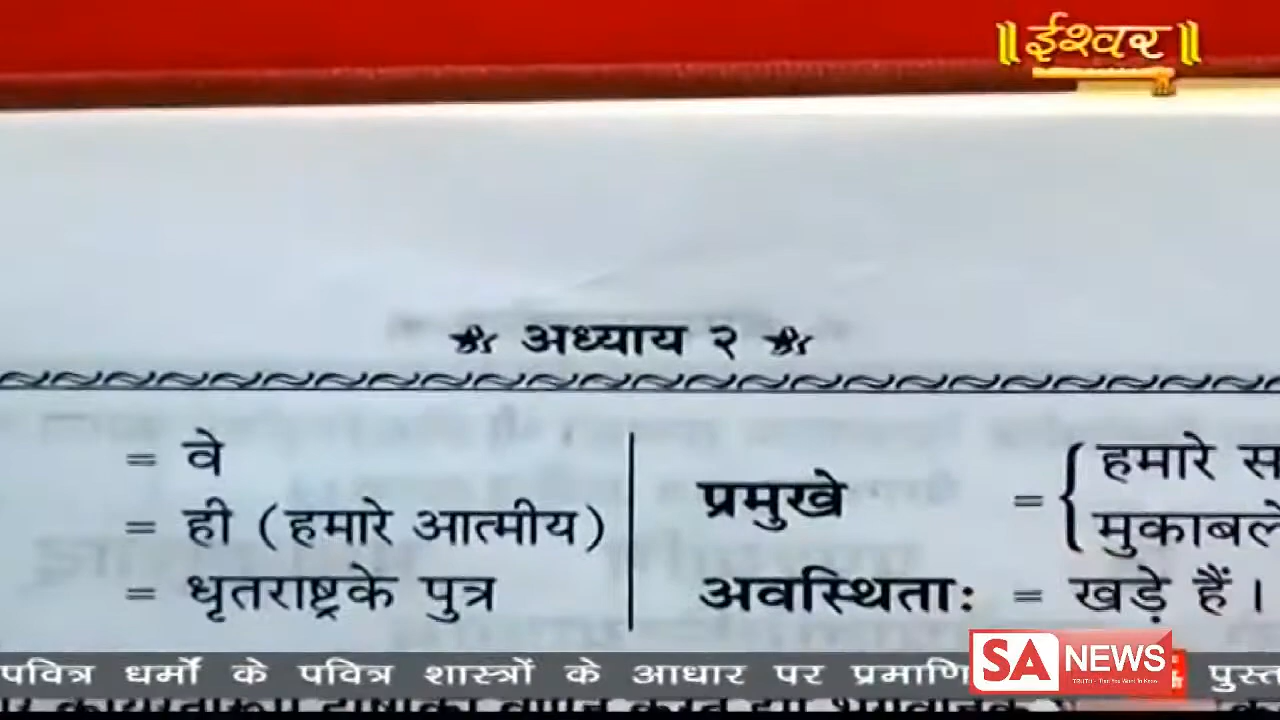 ॥ईश्वर॥
अध्याय २
= वे
= ही (हमारे आत्मीय)
= धृतराष्ट्रके पुत्र
प्रमुखे = { हमारे
मुकाबले
अवस्थिताः = खड़े हैं।
पवित्र धर्मो के पवित्र शास्त्रों के आधार पर
SA NEWS